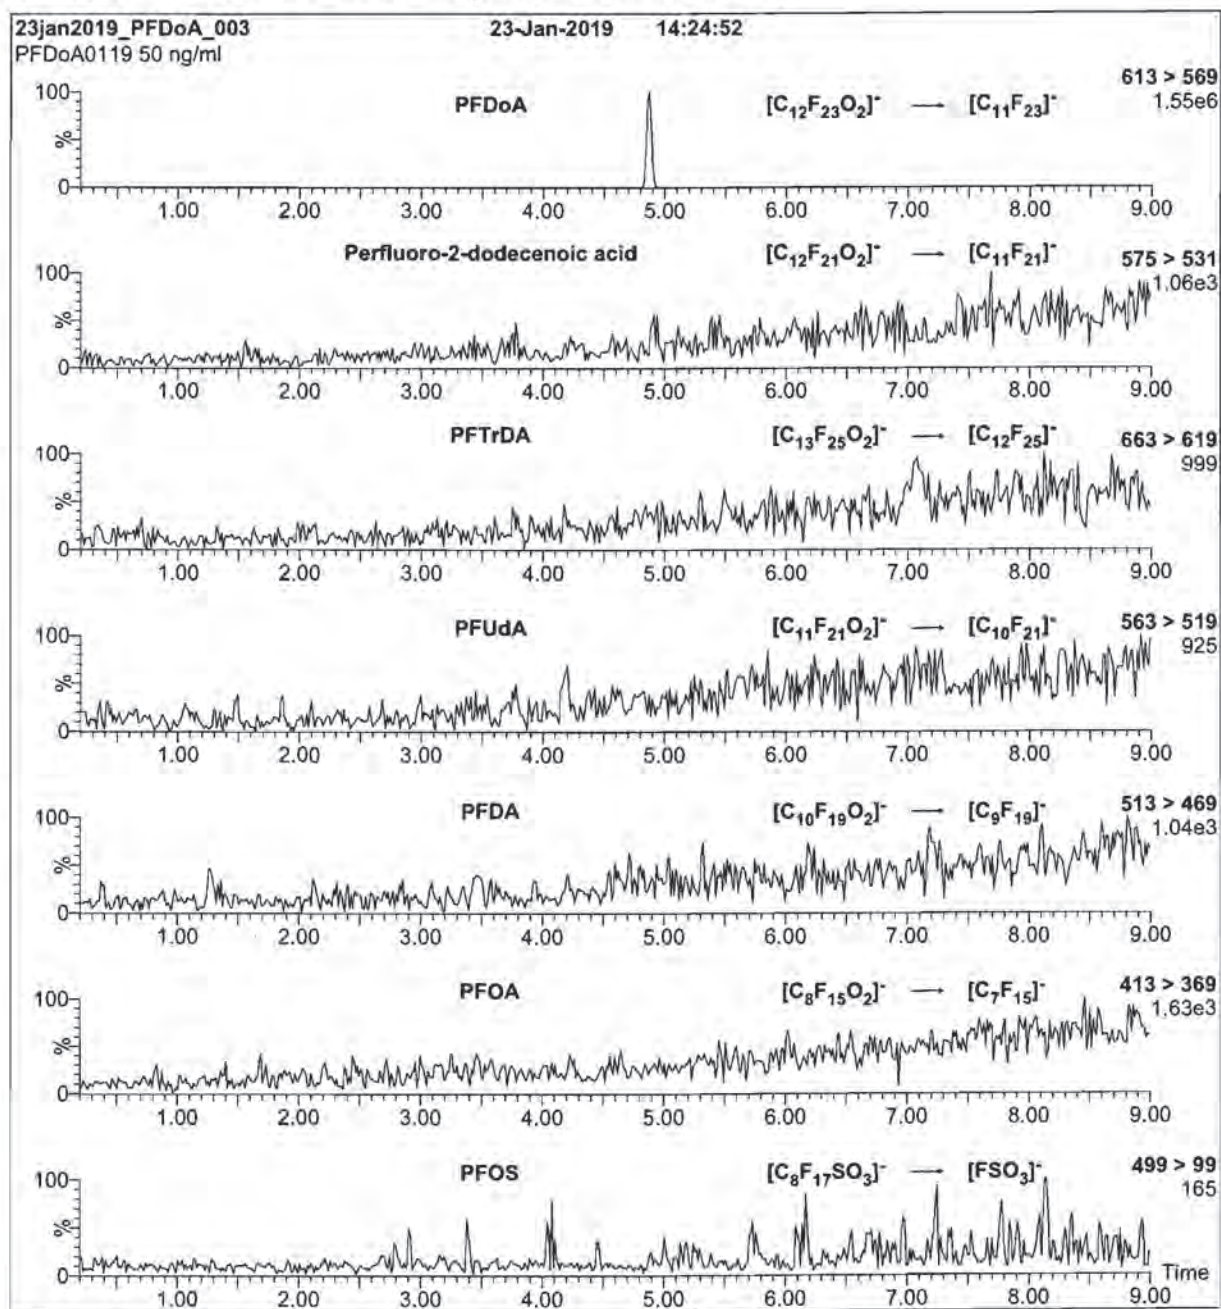 23jan2019_PFDoA_003 23-Jan-2019 14:24:52
PFDoA0119 50 ng/ml
613 > 569
100 PFDoA [C₁₂F₂₃O₂]⁻ → [C₁₁F₂₃]⁻ 1.55e6
%
0
1.00 2.00 3.00 4.00 5.00 6.00 7.00 8.00 9.00
Perfluoro-2-dodecenoic acid [C₁₂F₂₁O₂]⁻ → [C₁₁F₂₁]⁻ 575 > 531
100 1.06e3
%
0
1.00 2.00 3.00 4.00 5.00 6.00 7.00 8.00 9.00
PFTrDA [C₁₃F₂₅O₂]⁻ → [C₁₂F₂₅]⁻ 663 > 619
100 999
%
0
1.00 2.00 3.00 4.00 5.00 6.00 7.00 8.00 9.00
PFUdA [C₁₁F₂₁O₂]⁻ → [C₁₀F₂₁]⁻ 563 > 519
100 925
%
0
1.00 2.00 3.00 4.00 5.00 6.00 7.00 8.00 9.00
PFDA [C₁₀F₁₉O₂]⁻ → [C₉F₁₉]⁻ 513 > 469
100 1.04e3
%
0
1.00 2.00 3.00 4.00 5.00 6.00 7.00 8.00 9.00
PFOA [C₈F₁₅O₂]⁻ → [C₇F₁₅]⁻ 413 > 369
100 1.63e3
%
0
1.00 2.00 3.00 4.00 5.00 6.00 7.00 8.00 9.00
PFOS [C₈F₁₇SO₃]⁻ → [FSO₃]⁻ 499 > 99
100 165
%
0 Time
1.00 2.00 3.00 4.00 5.00 6.00 7.00 8.00 9.00